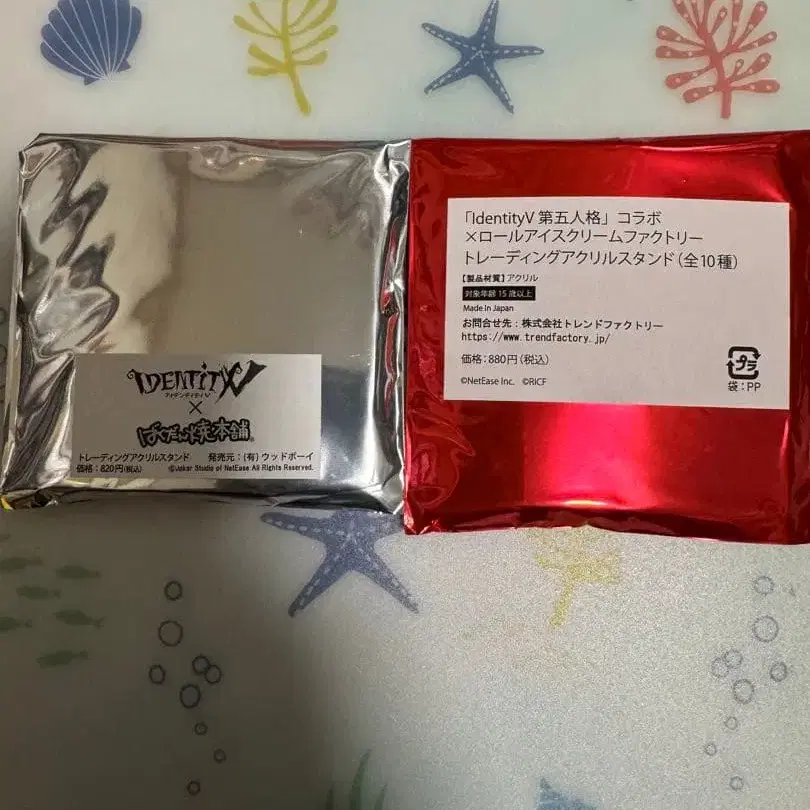 IDENTITY V
アイデンティティV
×
ばくだん焼本舗
トレーディングアクリルスタンド 発売元:(有)ウッドボーイ
価格:820円(税込) ©Joker Studio of NetEase All Rights Reserved.
「IdentityV 第五人格」コラボ
×ロールアイスクリームファクトリー
トレーディングアクリルスタンド(全10種)
【製品材質】アクリル
対象年齢15歳以上
Made In Japan
お問合せ先:株式会社トレンドファクトリー
https://www.trendfactory.jp/
価格:880円(税込)
©NetEase Inc. ©RICF
プラ
袋:PP